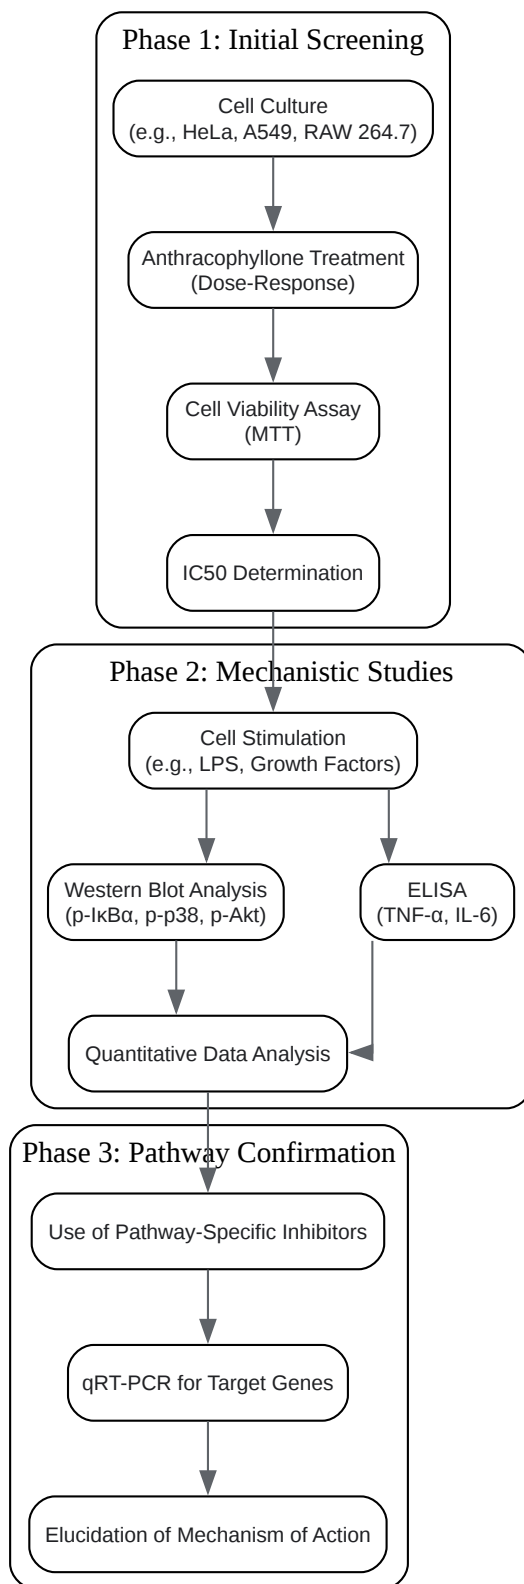 Phase 1: Initial Screening
Cell Culture
(e.g., HeLa, A549, RAW 264.7)
Anthracophyllone Treatment
(Dose-Response)
Cell Viability Assay
(MTT)
IC50 Determination
Phase 2: Mechanistic Studies
Cell Stimulation
(e.g., LPS, Growth Factors)
Western Blot Analysis
(p-IκBα, p-p38, p-Akt)
ELISA
(TNF-α, IL-6)
Quantitative Data Analysis
Phase 3: Pathway Confirmation
Use of Pathway-Specific Inhibitors
qRT-PCR for Target Genes
Elucidation of Mechanism of Action